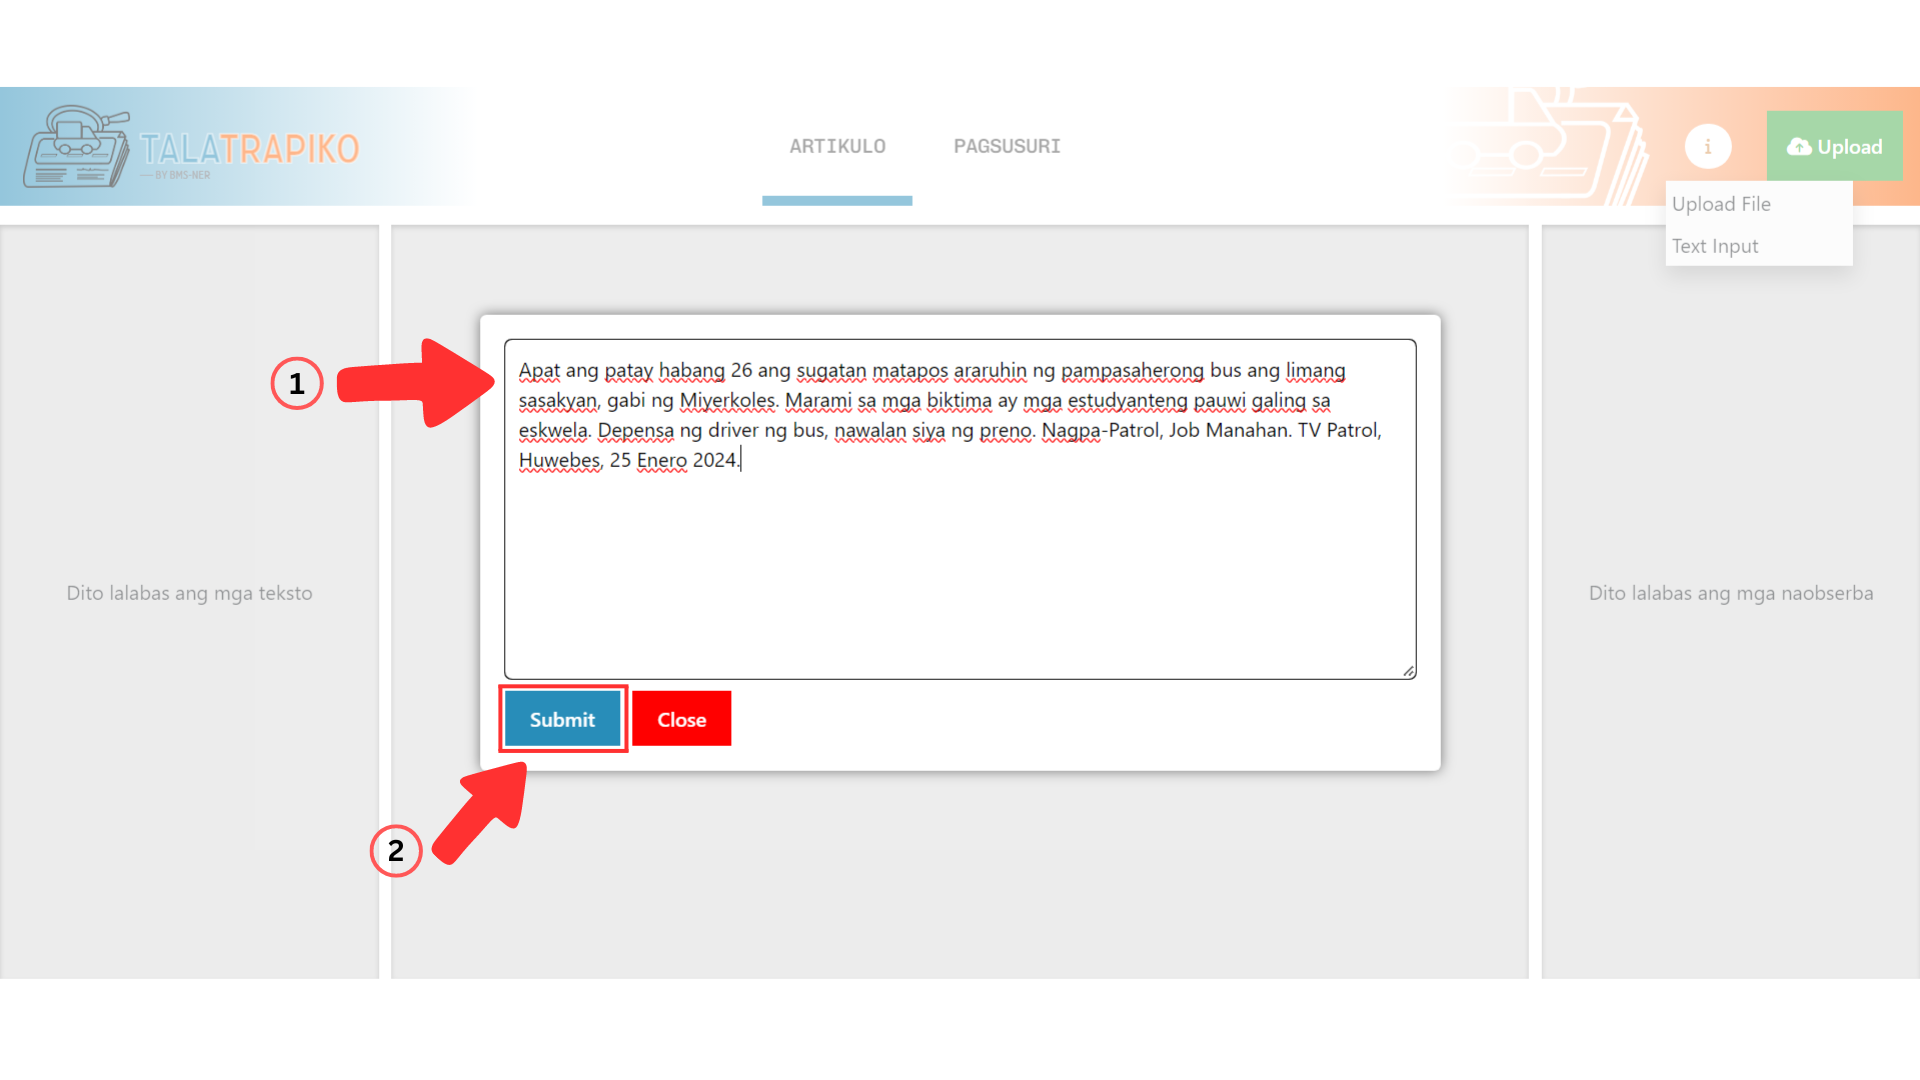 TALATRAPIKO
BY BMS-NER
ARTIKULO
PAGSUSURI
i
Upload
Upload File
Text Input
1
Apat ang patay habang 26 ang sugatan matapos araruhin ng pampasaherong bus ang limang
sasakyan, gabi ng Miyerkoles. Marami sa mga biktima ay mga estudyanteng pauwi galing sa
eskwela. Depensa ng driver ng bus, nawalan siya ng preno. Nagpa-Patrol, Job Manahan. TV Patrol,
Huwebes, 25 Enero 2024.
Dito lalabas ang mga teksto
Dito lalabas ang mga naobserba
Submit
Close
2